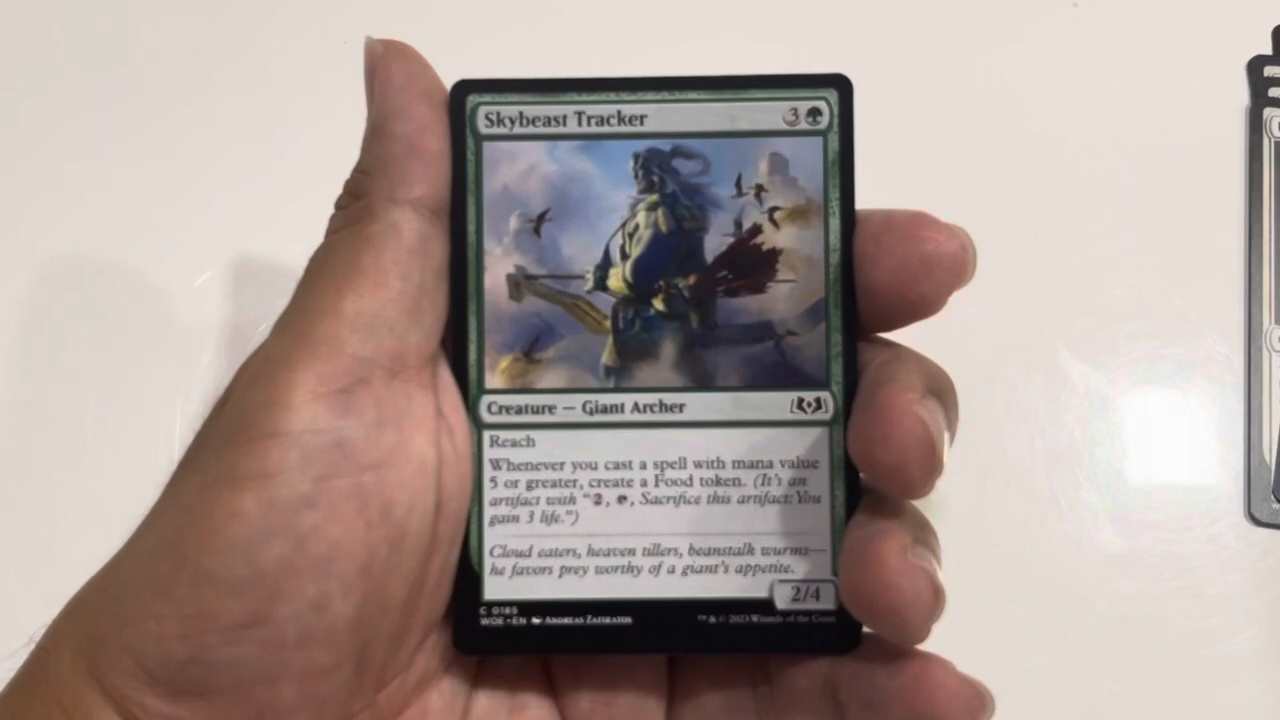 Skybeast Tracker 3
Creature — Giant Archer
Reach
Whenever you cast a spell with mana value
5 or greater, create a Food token. (It's an
artifact with "2, , Sacrifice this artifact: You
gain 3 life.")
Cloud eaters, heaven tillers, beanstalk wurms—
he favors prey worthy of a giant's appetite.
2/4
C 0185
WOE • EN Andreas Zafiratos
™ & © 2023 Wizards of the Coast